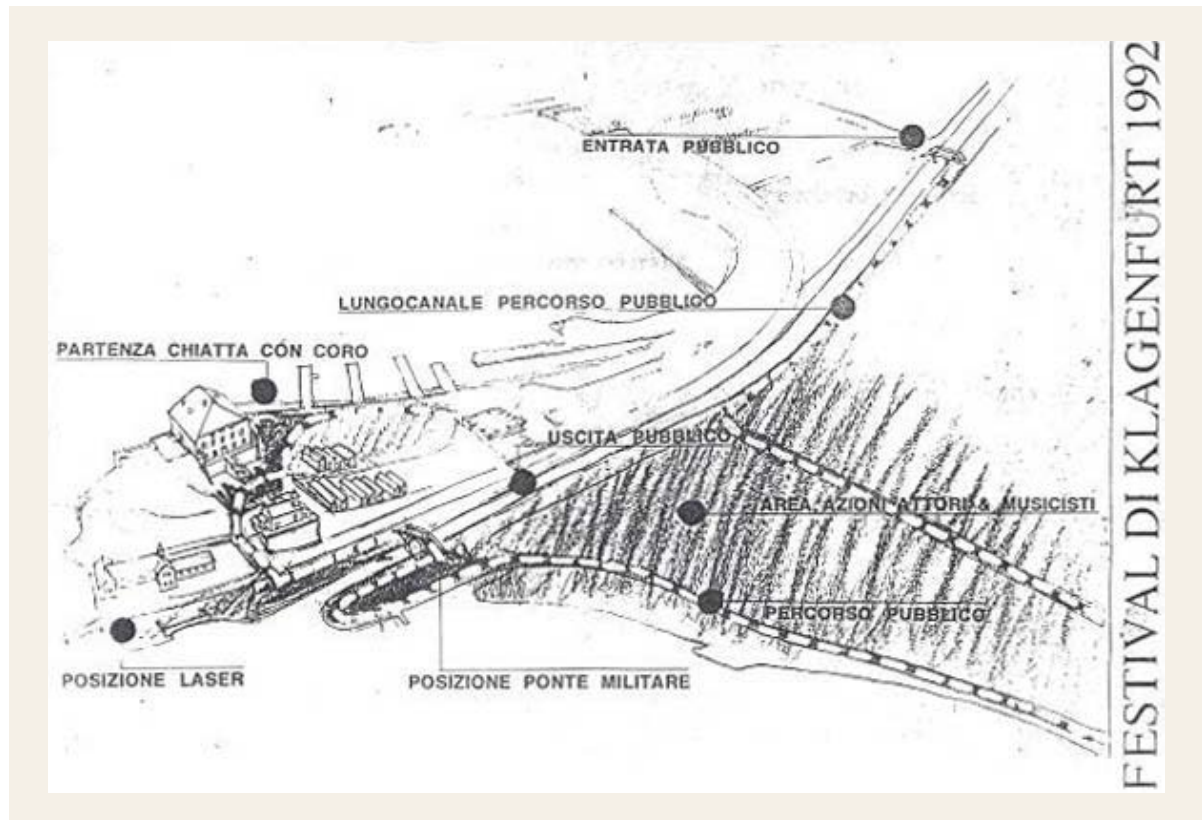 ENTRATA PUBBLICO
LUNGOCANALE PERCORSO PUBBLICO
PARTENZA CHIATTA CON CORO
USCITA PUBBLICO
AREA AZIONI ATTORI & MUSICISTI
PERCORSO PUBBLICO
POSIZIONE LASER
POSIZIONE PONTE MILITARE
FESTIVAL DI KLAGENFURT 1992